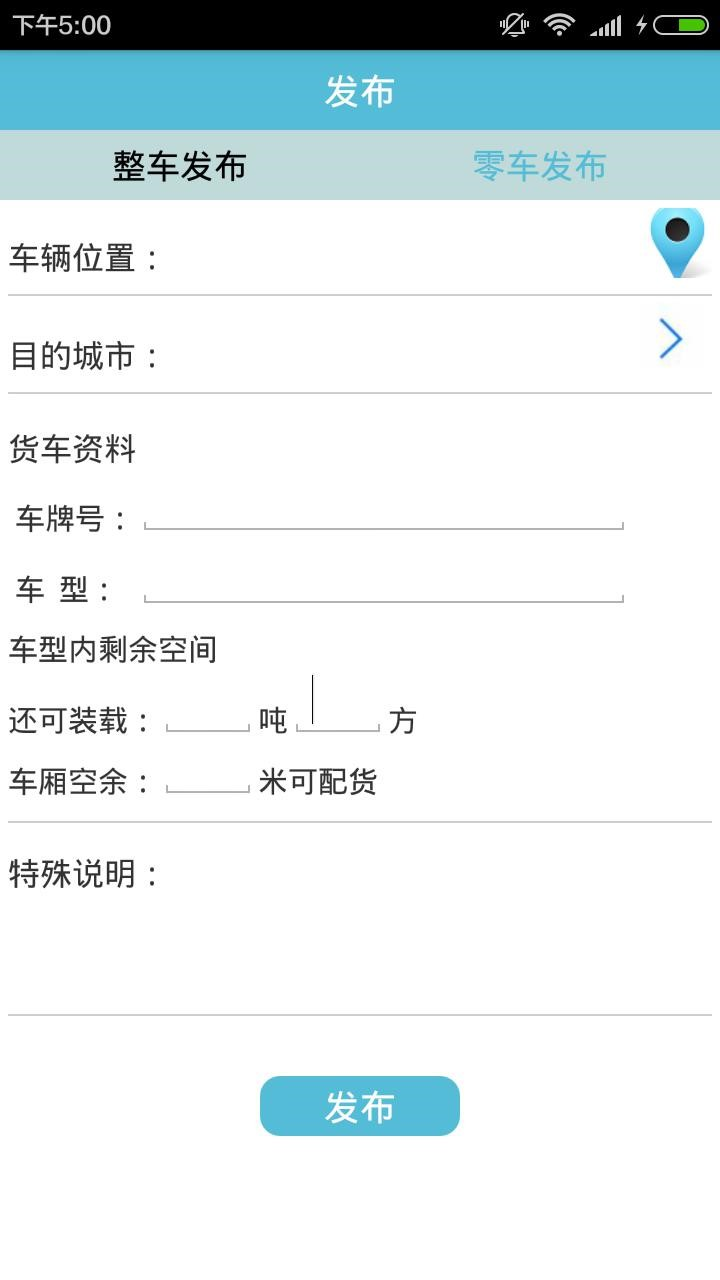 下午5:00
发布
整车发布 零车发布
车辆位置：
目的城市：
货车资料
车牌号：
车 型：
车型内剩余空间
还可装载： 吨 方
车厢空余： 米可配货
特殊说明：
发布